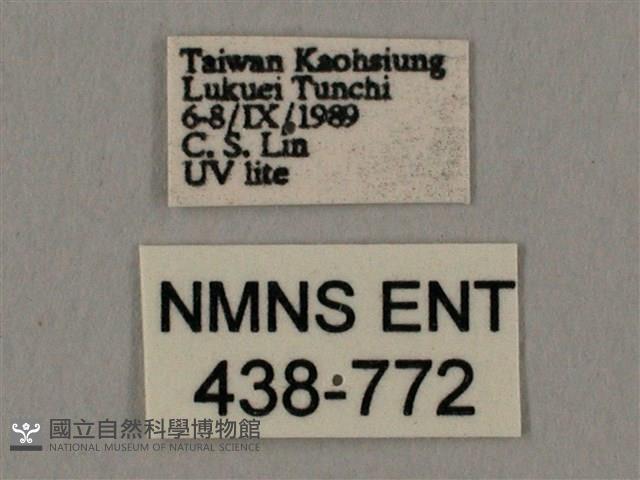 Taiwan Kaohsiung
Lukuei Tunchi
6-8/IX/1989
C. S. Lin
UV lite
NMNS ENT
438-772
國立自然科學博物館
NATIONAL MUSEUM OF NATURAL SCIENCE